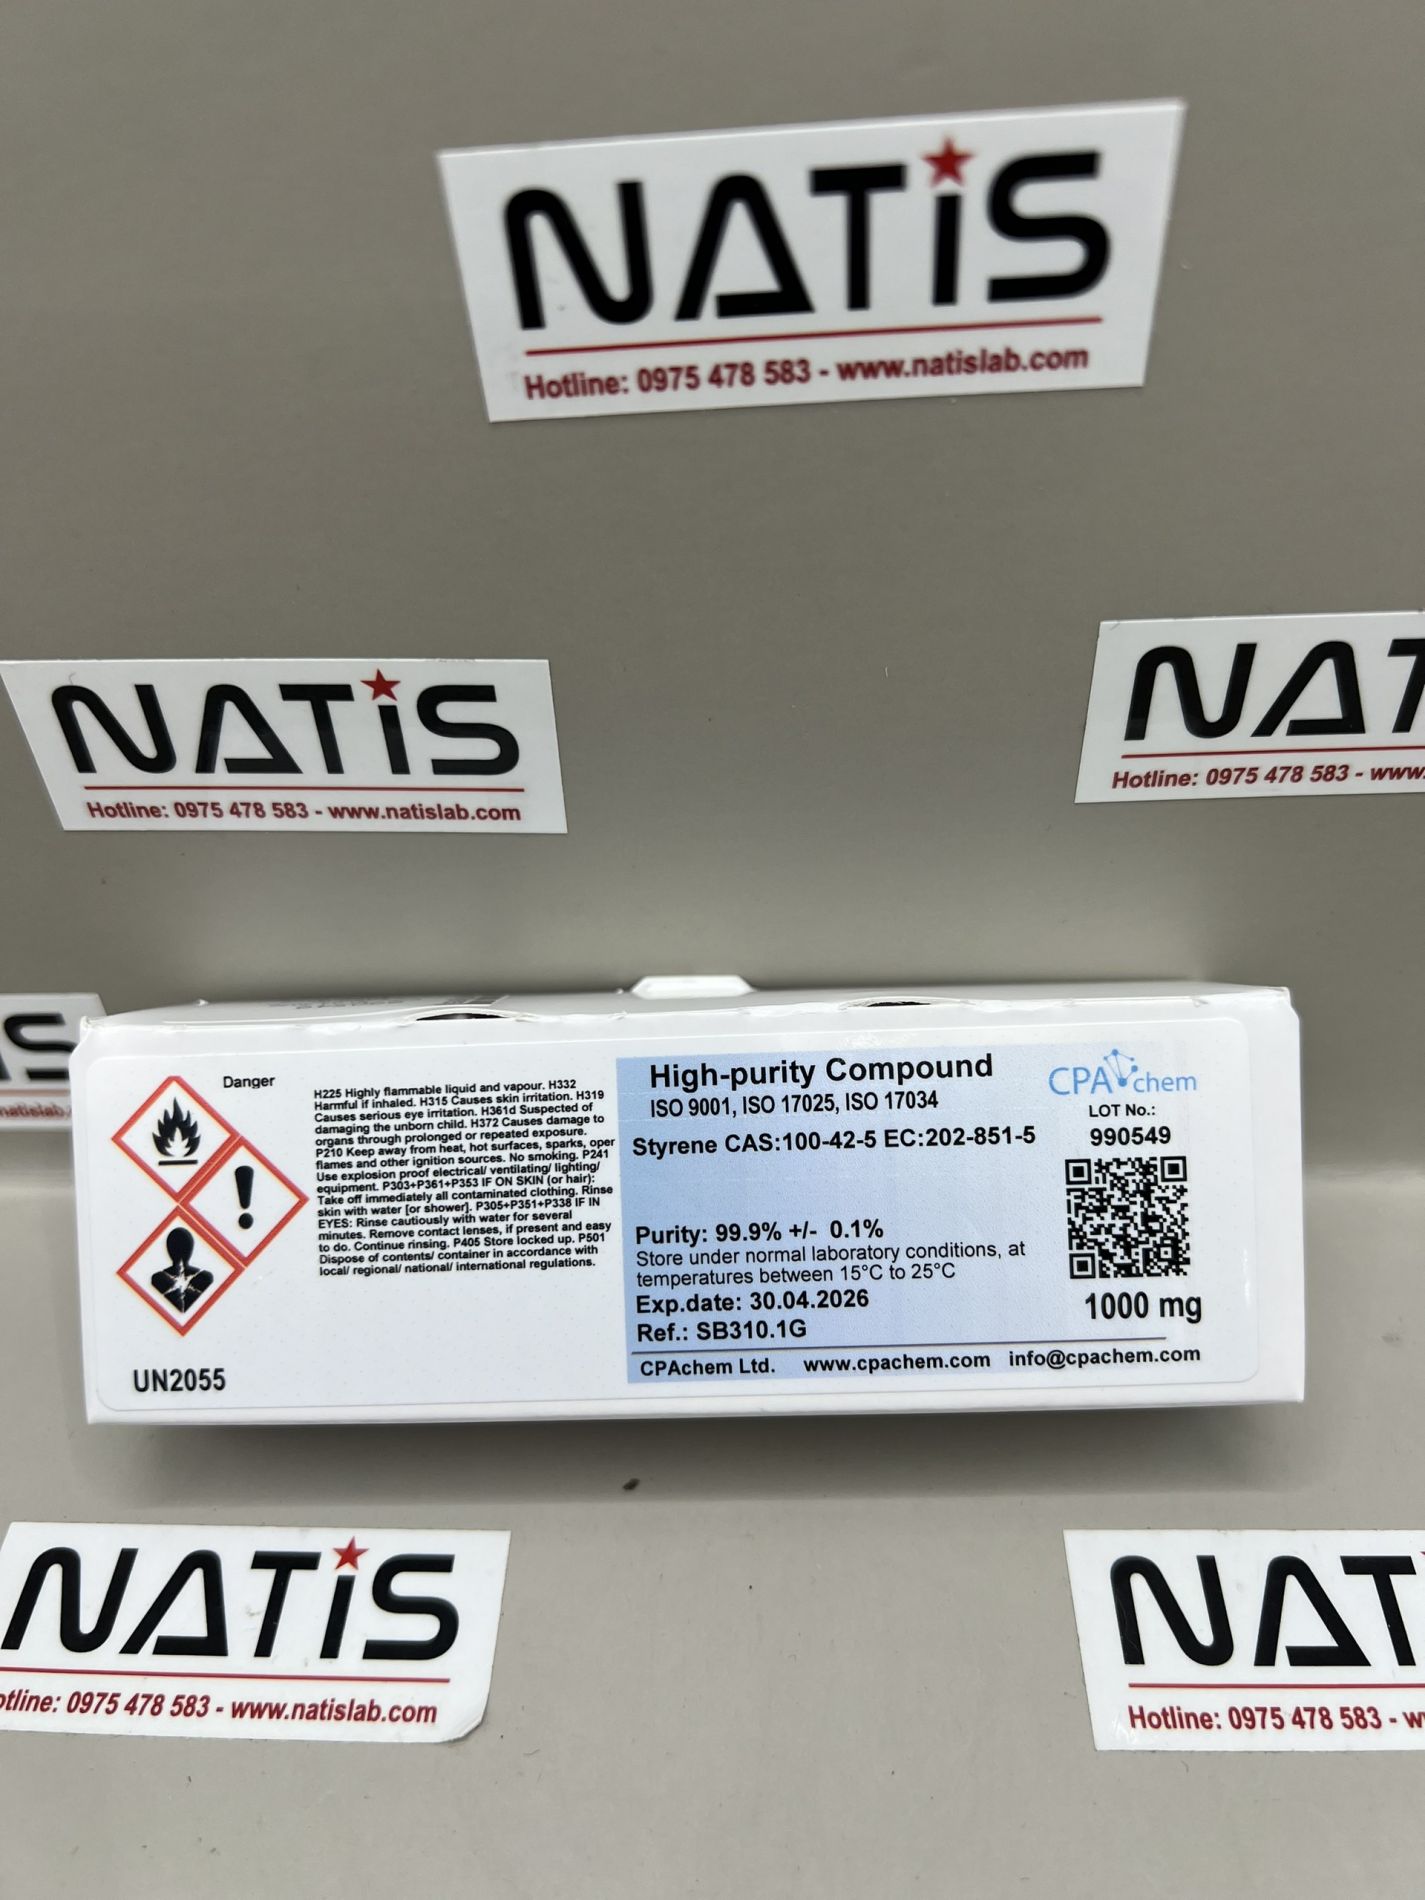 NATiS
Hotline: 0975 478 583 - www.natislab.com
NATiS
Hotline: 0975 478 583 - www.natislab.com
NAT
Hotline: 0975 478 583 - www.
iS
natislab.
Danger
H225 Highly flammable liquid and vapour. H332
Harmful if inhaled. H315 Causes skin irritation. H319
Causes serious eye irritation. H361d Suspected of
damaging the unborn child. H372 Causes damage to
organs through prolonged or repeated exposure.
P210 Keep away from heat, hot surfaces, sparks, oper
flames and other ignition sources. No smoking. P241
Use explosion proof electrical/ ventilating/ lighting/
equipment. P303+P361+P353 IF ON SKIN (or hair):
Take off immediately all contaminated clothing. Rinse
skin with water [or shower]. P305+P351+P338 IF IN
EYES: Rinse cautiously with water for several
minutes. Remove contact lenses, if present and easy
to do. Continue rinsing. P405 Store locked up. P501
Dispose of contents/ container in accordance with
local/ regional/ national/ international regulations.
UN2055
High-purity Compound
ISO 9001, ISO 17025, ISO 17034
Styrene CAS:100-42-5 EC:202-851-5
Purity: 99.9% +/- 0.1%
Store under normal laboratory conditions, at
temperatures between 15°C to 25°C
Exp.date: 30.04.2026
Ref.: SB310.1G
CPAchem
LOT No.:
990549
1000 mg
CPAchem Ltd. www.cpachem.com info@cpachem.com
NATiS
otline: 0975 478 583 - www.natislab.com
NAT
Hotline: 0975 478 583 - w